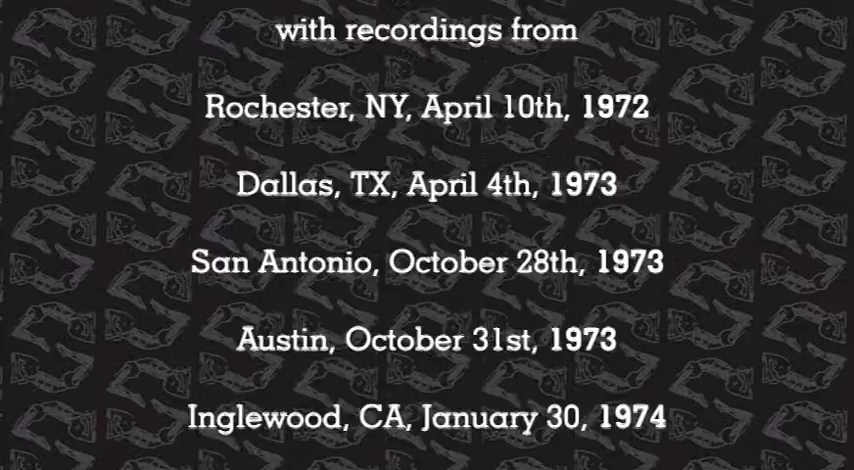 with recordings from
Rochester, NY, April 10th, 1972
Dallas, TX, April 4th, 1973
San Antonio, October 28th, 1973
Austin, October 31st, 1973
Inglewood, CA, January 30, 1974